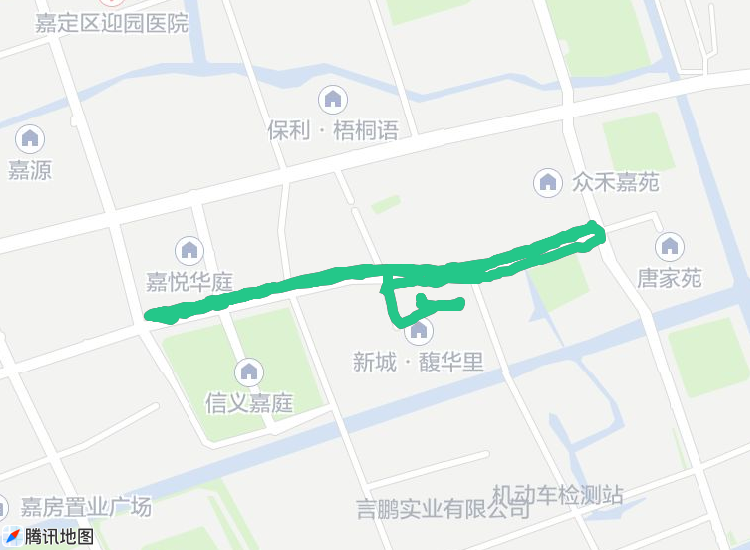 嘉定区迎园医院
保利·梧桐语
嘉源
众禾嘉苑
嘉悦华庭
唐家苑
新城·馥华里
信义嘉庭
机动车检测站
嘉房置业广场
言鹏实业有限公司
腾讯地图